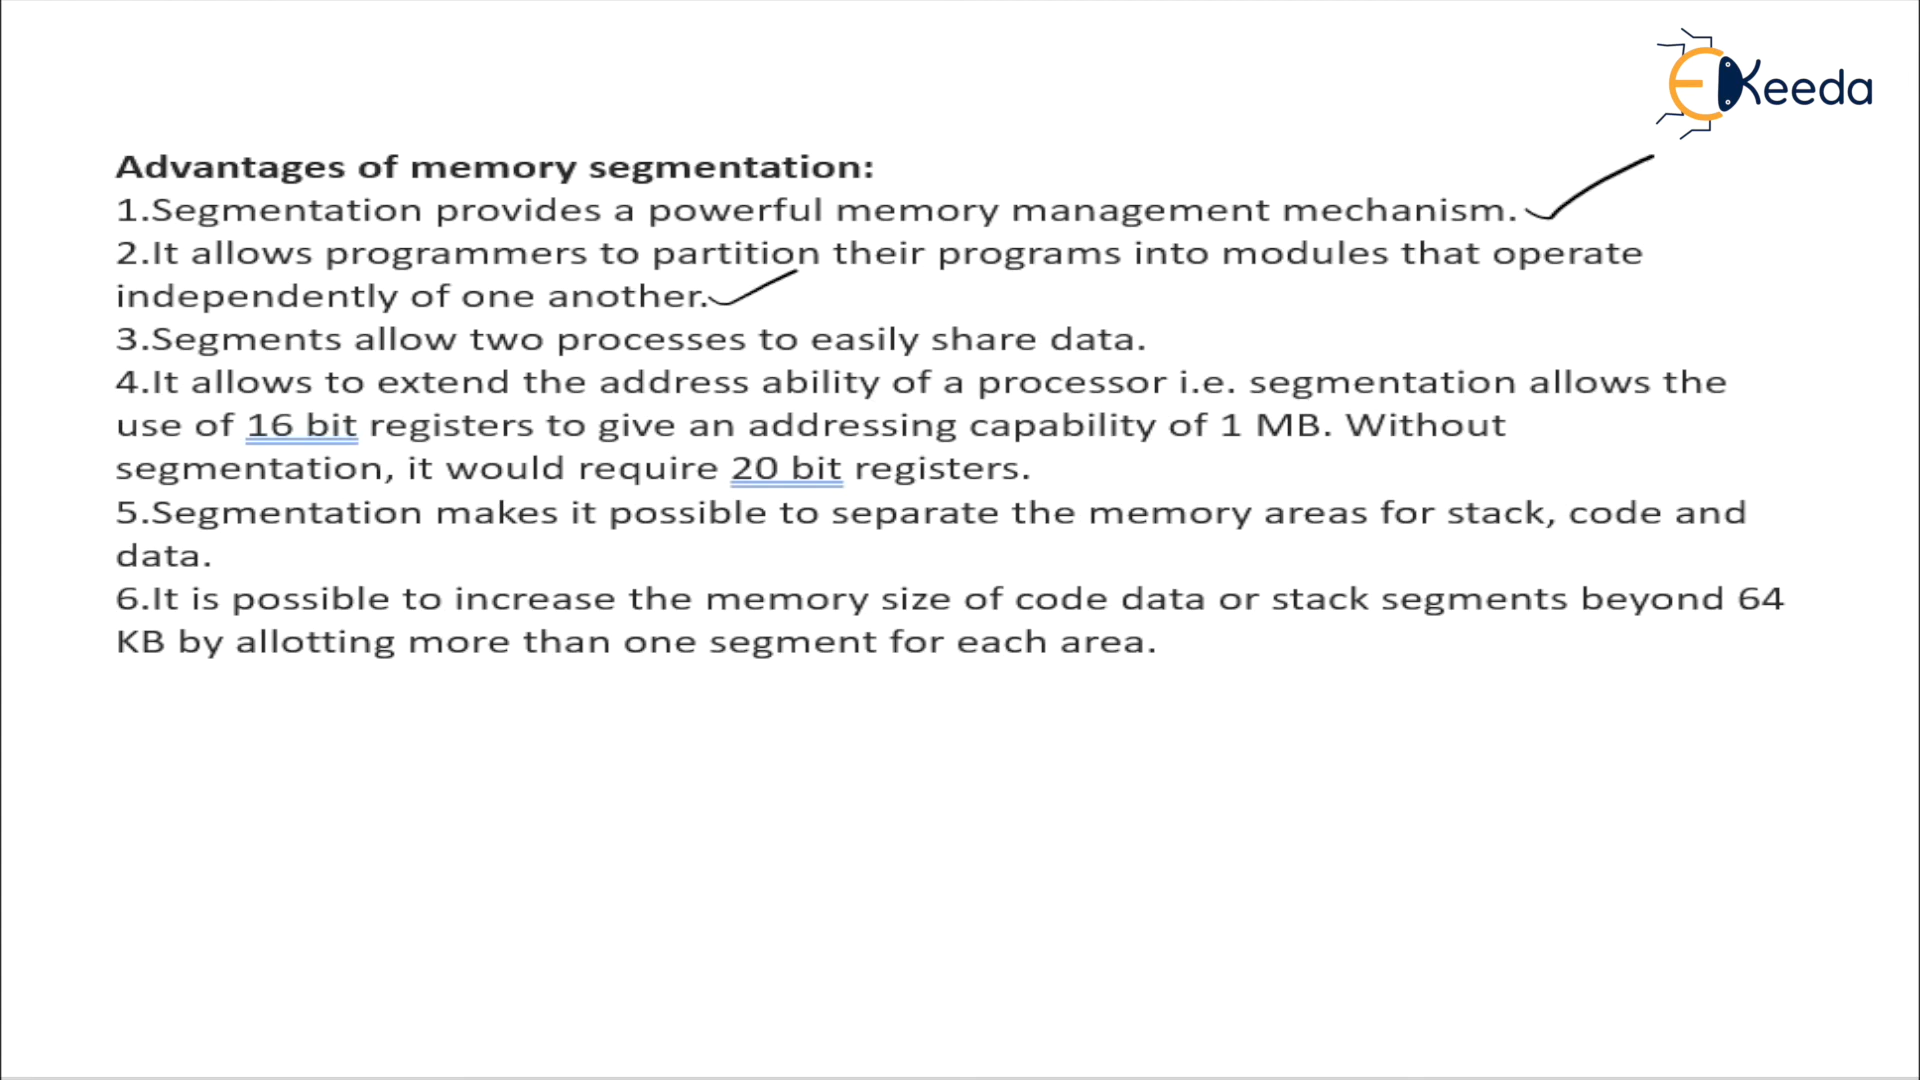 EKeeda
Advantages of memory segmentation:
1.Segmentation provides a powerful memory management mechanism.
2.It allows programmers to partition their programs into modules that operate
independently of one another.
3.Segments allow two processes to easily share data.
4.It allows to extend the address ability of a processor i.e. segmentation allows the
use of 16 bit registers to give an addressing capability of 1 MB. Without
segmentation, it would require 20 bit registers.
5.Segmentation makes it possible to separate the memory areas for stack, code and
data.
6.It is possible to increase the memory size of code data or stack segments beyond 64
KB by allotting more than one segment for each area.